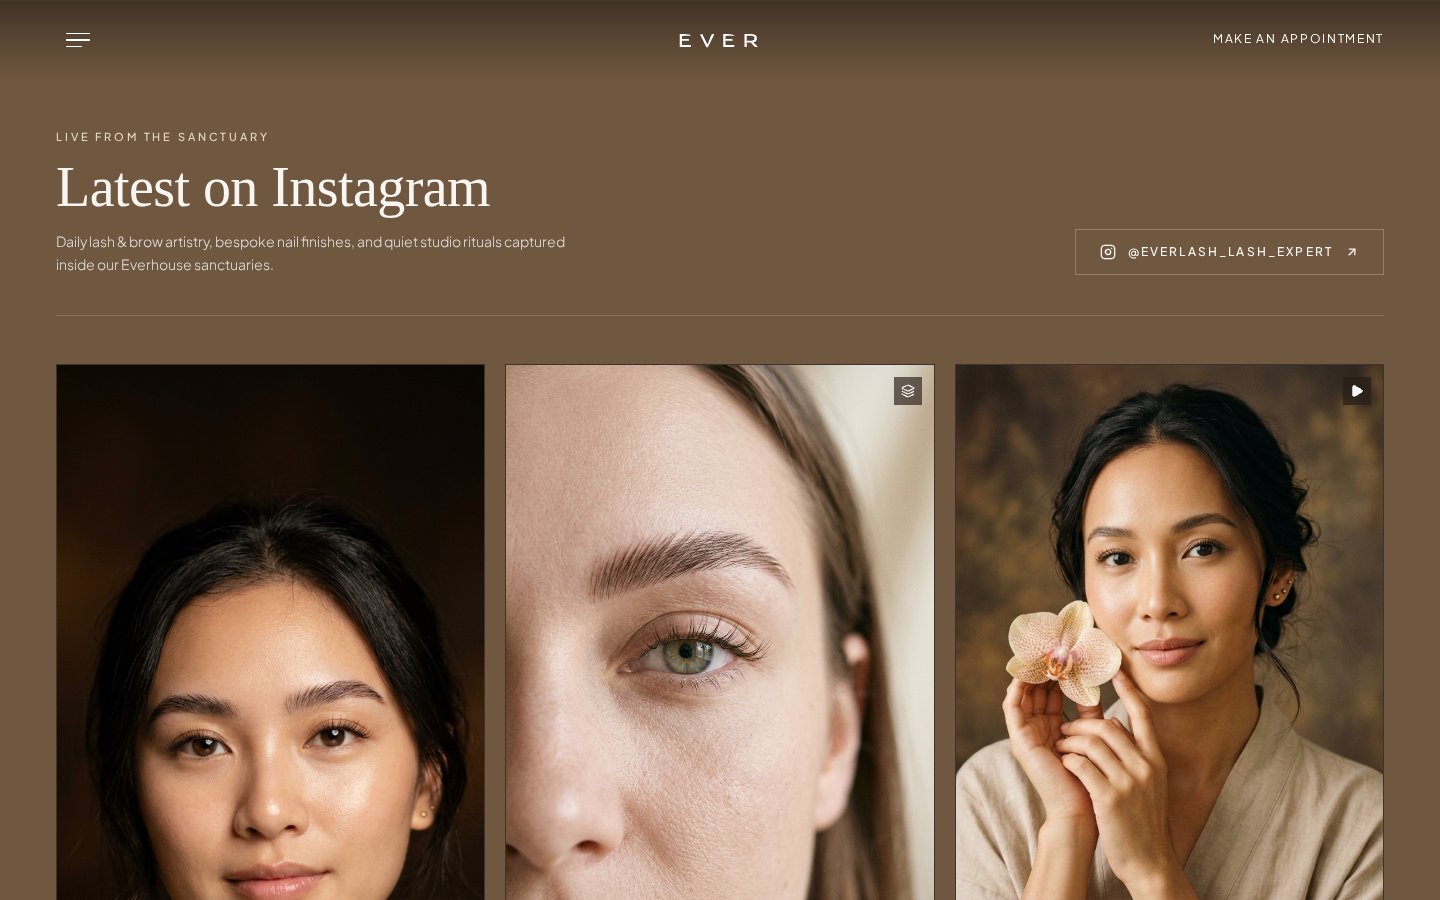 EVER
MAKE AN APPOINTMENT
LIVE FROM THE SANCTUARY
Latest on Instagram
Daily lash & brow artistry, bespoke nail finishes, and quiet studio rituals captured
inside our Everhouse sanctuaries.
@EVERLASH_LASH_EXPERT